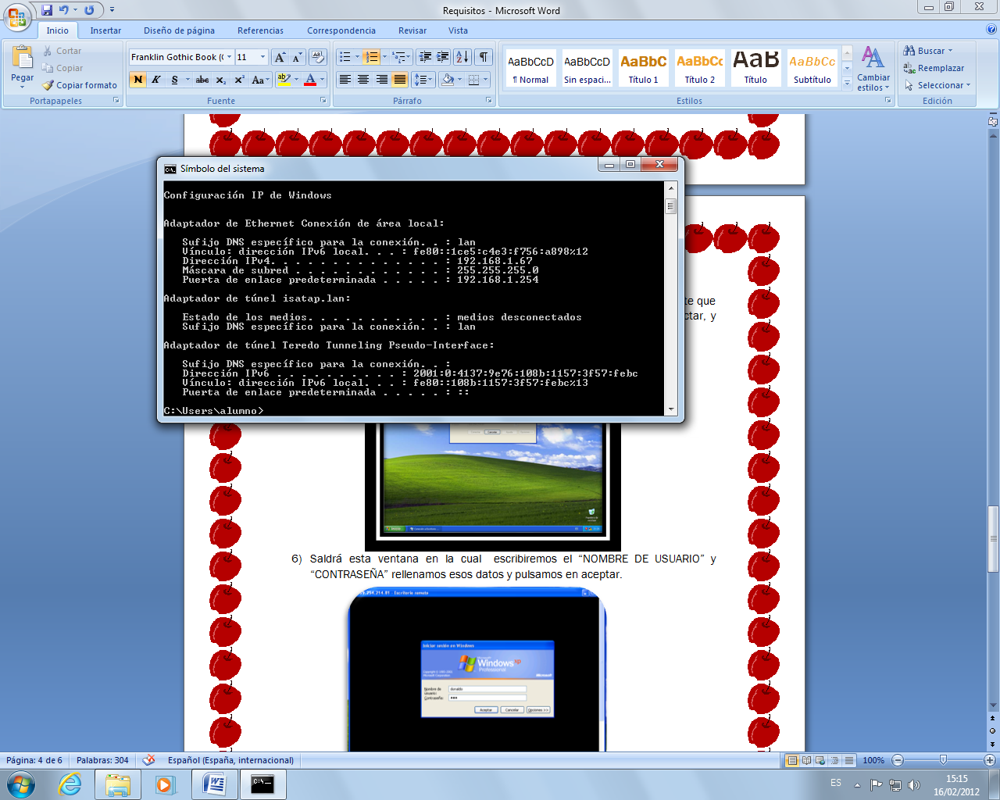 Requisitos - Microsoft Word
Inicio
Insertar
Diseño de página
Referencias
Correspondencia
Revisar
Vista
Pegar
Cortar
Copiar
Copiar formato
Portapapeles
Franklin Gothic Book (C
11
N K S abc x₂ x² Aa
Fuente
Párrafo
AaBbCcD
¶ Normal
AaBbCcD
Sin espaci...
AaBbC
Título 1
AaBbCc
Título 2
AaB
Título
AaBbCc
Subtítulo
Cambiar
estilos
Estilos
Buscar
Reemplazar
Seleccionar
Edición
Símbolo del sistema
Configuración IP de Windows
Adaptador de Ethernet Conexión de área local:
Sufijo DNS específico para la conexión. . : lan
Vínculo: dirección IPv6 local. . . : fe80::1ce5:c4e3:f756:a898%12
Dirección IPv4. . . . . . . . . . . . . . : 192.168.1.67
Máscara de subred . . . . . . . . . . . . : 255.255.255.0
Puerta de enlace predeterminada . . . . . : 192.168.1.254
Adaptador de túnel isatap.lan:
Estado de los medios. . . . . . . . . . . : medios desconectados
Sufijo DNS específico para la conexión. . : lan
Adaptador de túnel Teredo Tunneling Pseudo-Interface:
Sufijo DNS específico para la conexión. . :
Dirección IPv6 . . . . . . . . . . : 2001:0:4137:9e76:108b:1157:3f57:febc
Vínculo: dirección IPv6 local. . . : fe80::108b:1157:3f57:febc%13
Puerta de enlace predeterminada . . . . . : ::
C:\Users\alumno>
te que
ctar, y
6) Saldrá esta ventana en la cual escribiremos el “NOMBRE DE USUARIO” y
“CONTRASEÑA” rellenamos esos datos y pulsamos en aceptar.
.254.214.81 - Escritorio remoto
Iniciar sesión en Windows
Windows xp
Professional
Microsoft
Nombre de
usuario:
donaldo
Contraseña:
Aceptar
Cancelar
Opciones >>
Página: 4 de 6
Palabras: 304
Español (España, internacional)
100%
ES
15:15
16/02/2012